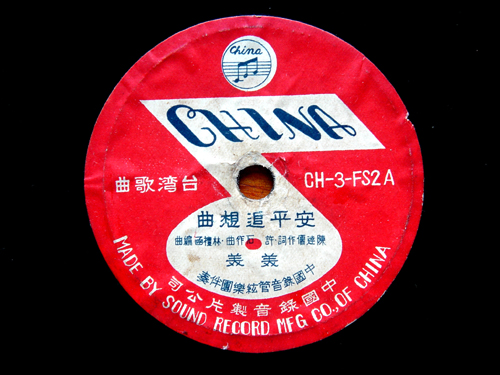 China
CHINA
台湾歌曲
CH-3-FS2A
安平追想曲
陳達儒作詞·許石作曲·林禮涵編曲
美美
中國錄音管絃樂團伴奏
中國錄音製片公司
MADE BY SOUND RECORD MFG CO., OF CHINA